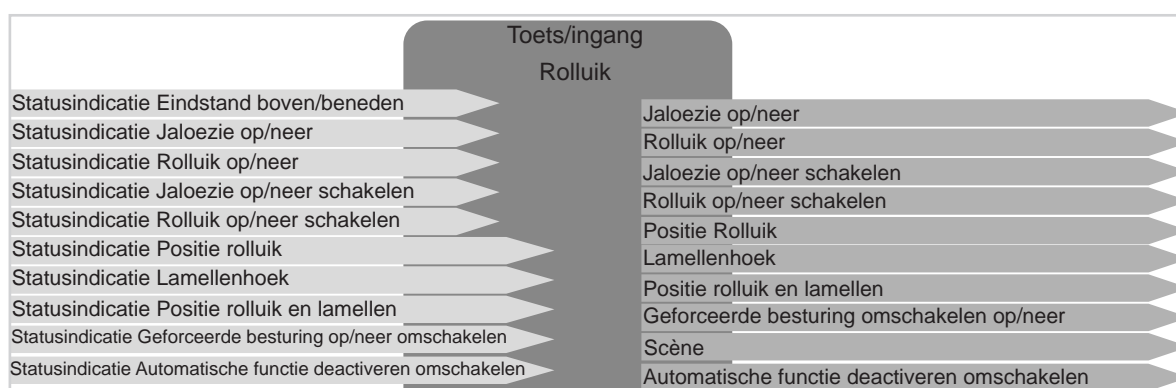 Toets/ingang
Rolluik
Statusindicatie Eindstand boven/beneden
Statusindicatie Jaloezie op/neer
Statusindicatie Rolluik op/neer
Statusindicatie Jaloezie op/neer schakelen
Statusindicatie Rolluik op/neer schakelen
Statusindicatie Positie rolluik
Statusindicatie Lamellenhoek
Statusindicatie Positie rolluik en lamellen
Statusindicatie Geforceerde besturing op/neer omschakelen
Statusindicatie Automatische functie deactiveren omschakelen
Jaloezie op/neer
Rolluik op/neer
Jaloezie op/neer schakelen
Rolluik op/neer schakelen
Positie Rolluik
Lamellenhoek
Positie rolluik en lamellen
Geforceerde besturing omschakelen op/neer
Scène
Automatische functie deactiveren omschakelen